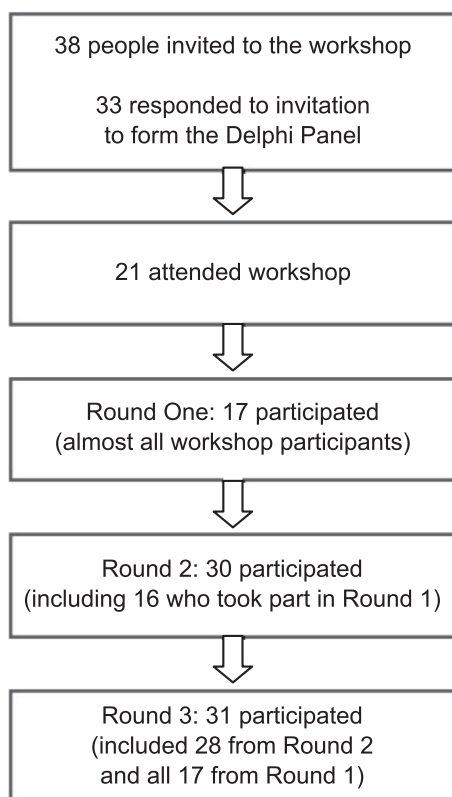 38 people invited to the workshop
33 responded to invitation
to form the Delphi Panel
21 attended workshop
Round One: 17 participated
(almost all workshop participants)
Round 2: 30 participated
(including 16 who took part in Round 1)
Round 3: 31 participated
(included 28 from Round 2
and all 17 from Round 1)